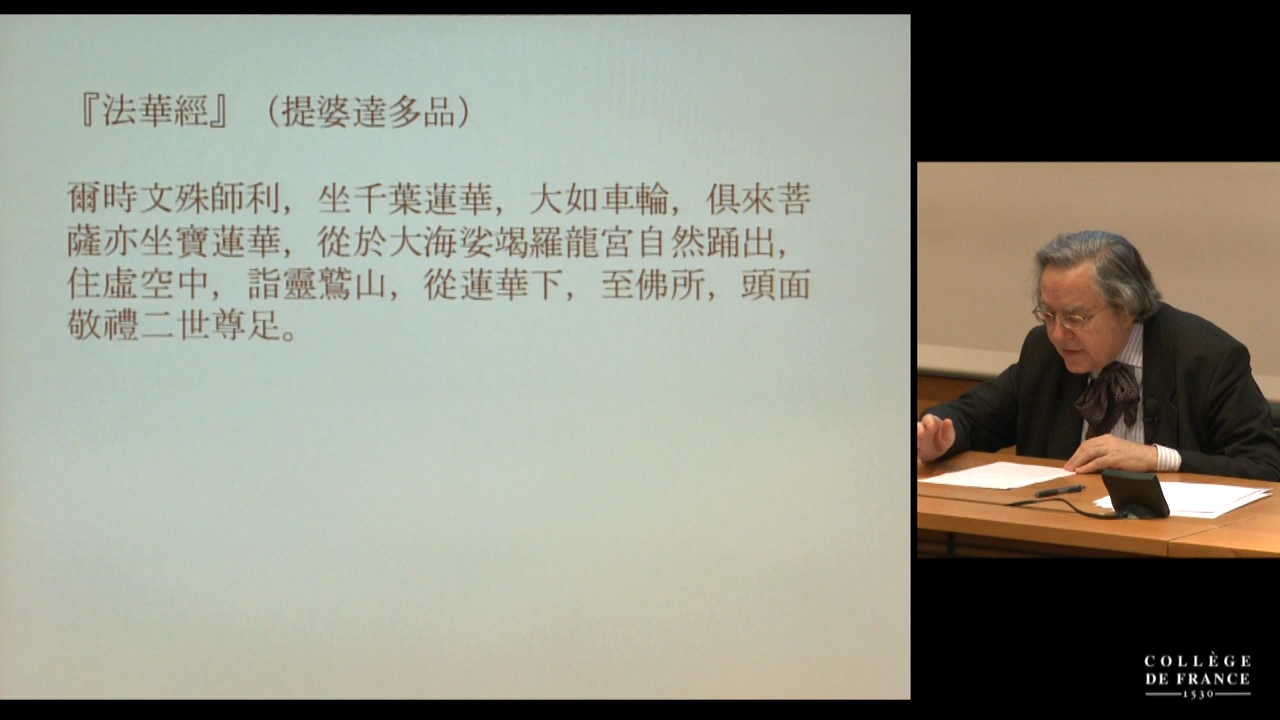 『法華經』（提婆達多品）
爾時文殊師利，坐千葉蓮華，大如車輪，俱來菩
薩亦坐寶蓮華，從於大海娑竭羅龍宮自然踊出，
住虛空中，詣靈鷲山，從蓮華下，至佛所，頭面
敬禮二世尊足。
COLLÈGE
DE FRANCE
1530